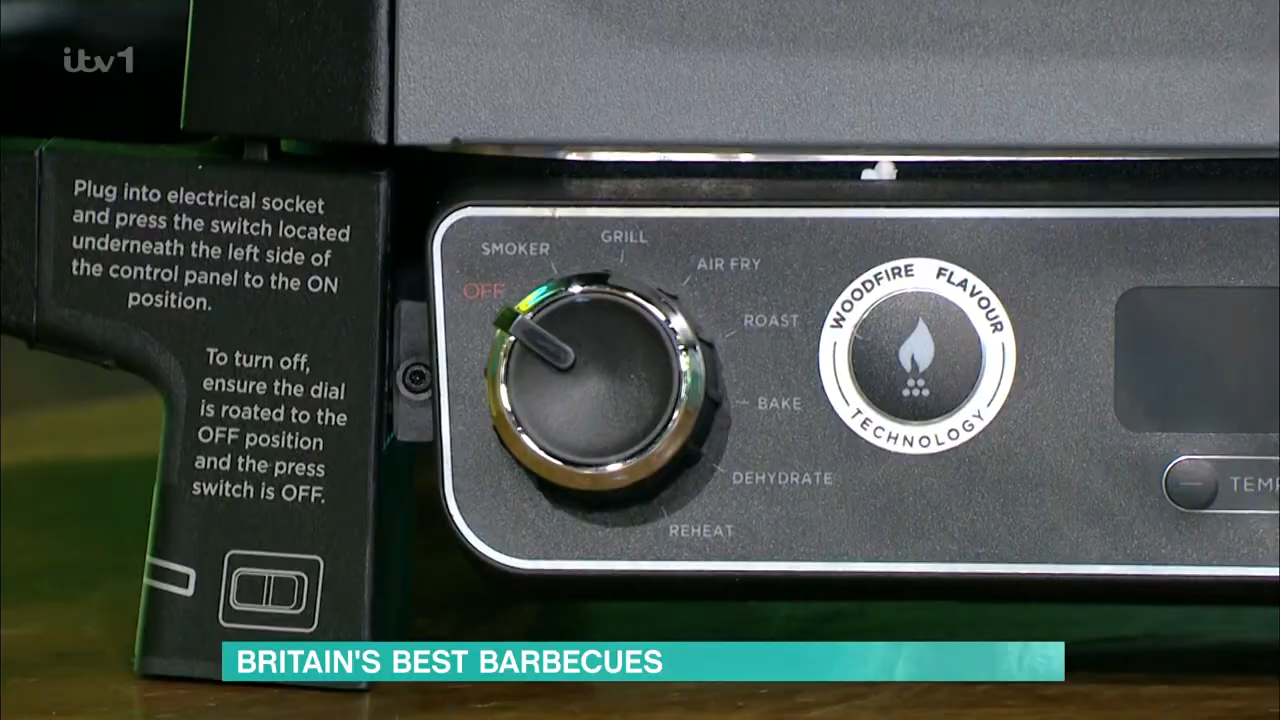 itv1
Plug into electrical socket
and press the switch located
underneath the left side of
the control panel to the ON
position.
To turn off,
ensure the dial
is roated to the
OFF position
and the press
switch is OFF.
OFF
SMOKER
GRILL
AIR FRY
ROAST
BAKE
DEHYDRATE
REHEAT
WOODFIRE FLAVOUR
TECHNOLOGY
TEMP
BRITAIN'S BEST BARBECUES